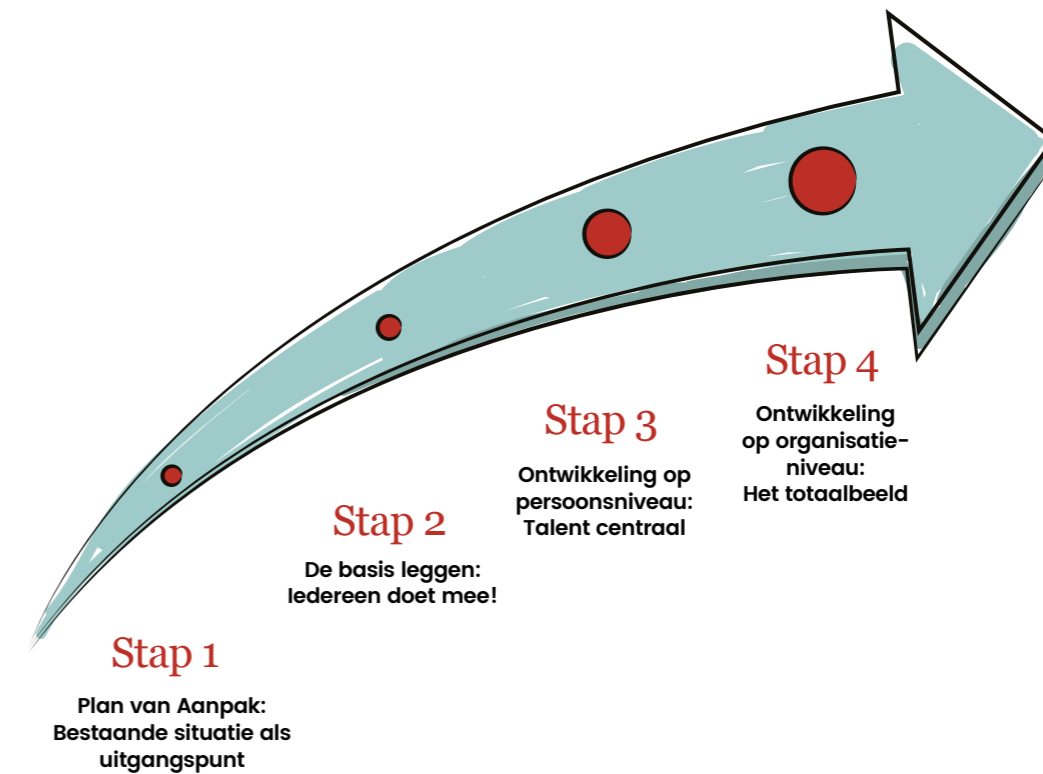 Stap 1
Plan van Aanpak:
Bestaande situatie als
uitgangspunt
Stap 2
De basis leggen:
Iedereen doet mee!
Stap 3
Ontwikkeling op
persoonsniveau:
Talent centraal
Stap 4
Ontwikkeling
op organisatie-
niveau:
Het totaalbeeld